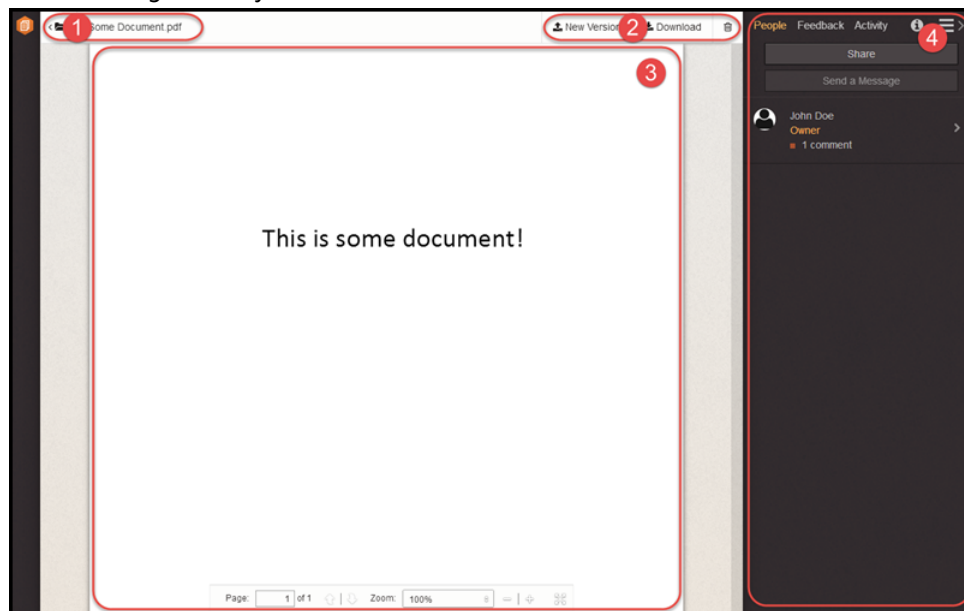 1 Some Document.pdf
New Version 2 Download
People Feedback Activity
4
3
Share
Send a Message
John Doe
Owner
1 comment
This is some document!
Page: 1 of 1 Zoom: 100%